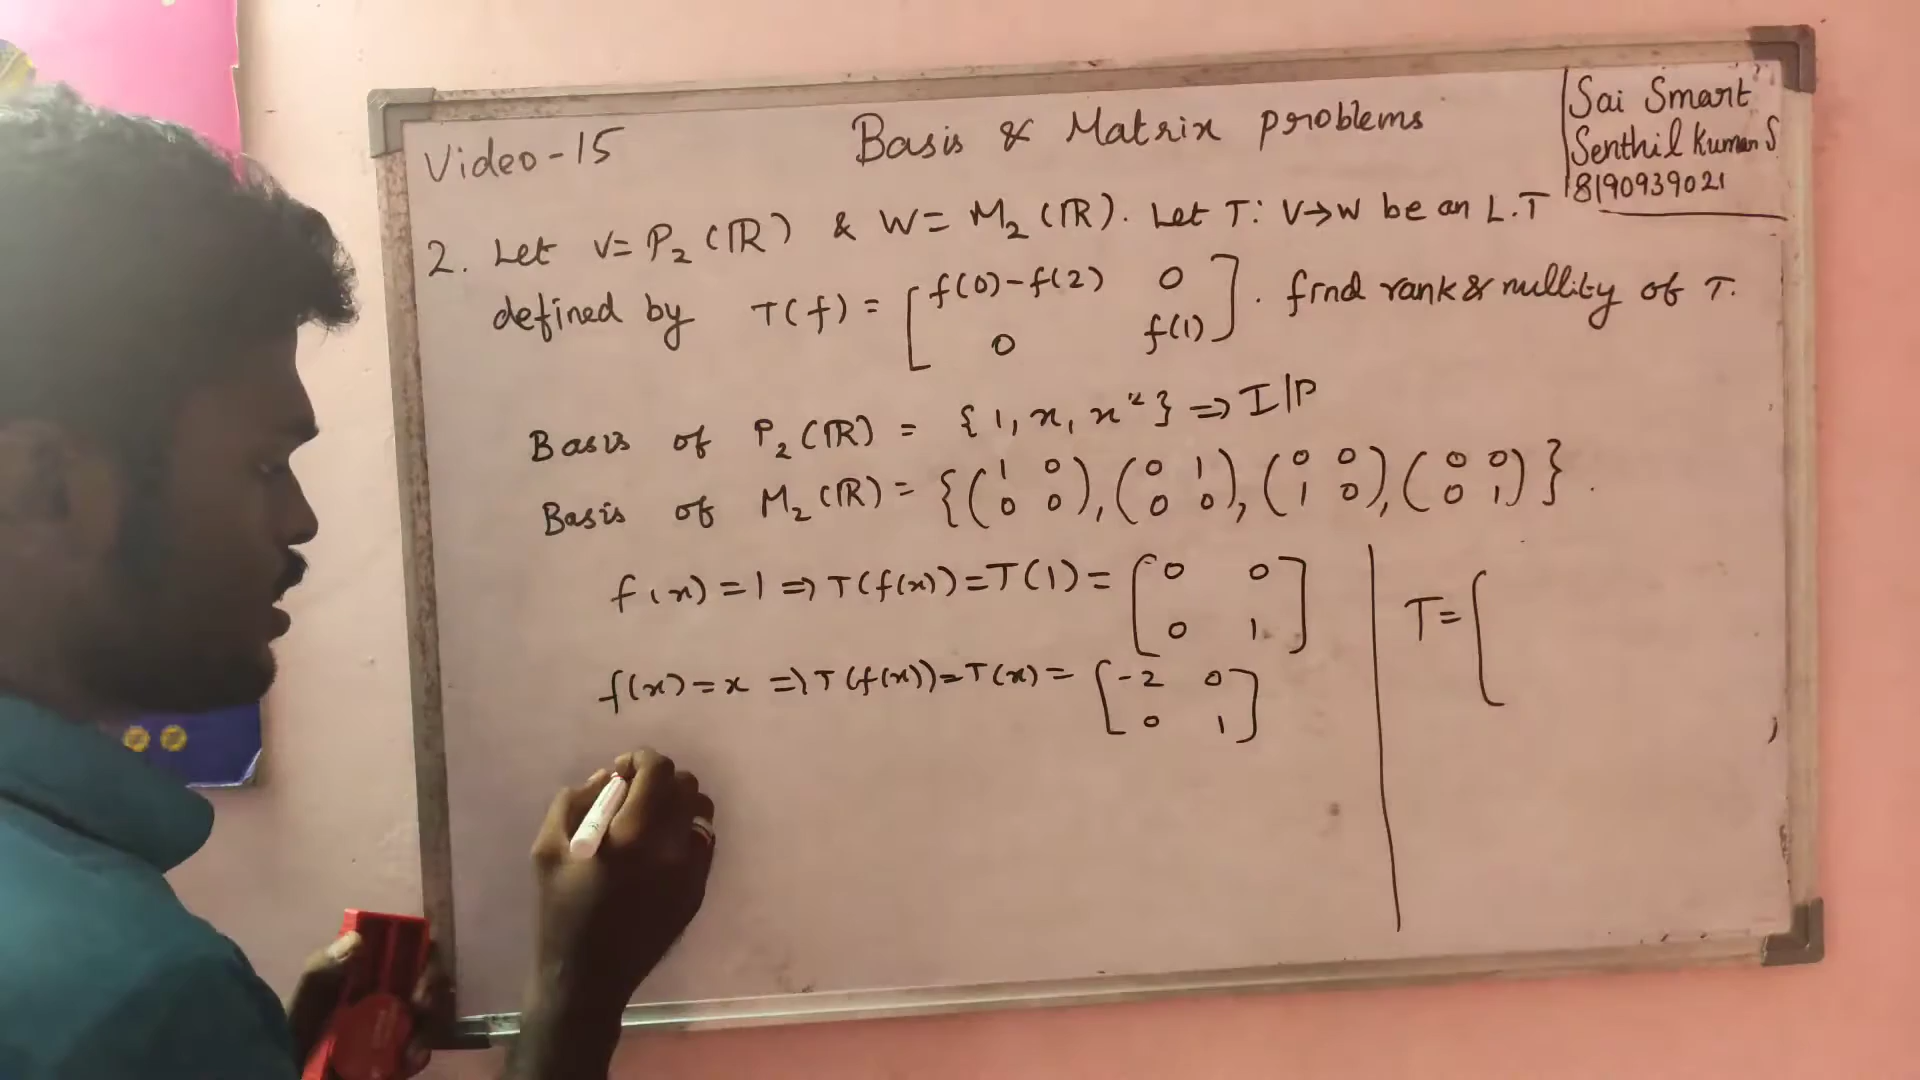 Video-15 Basis & Matrix problems
Sai Smart
Senthil Kumar S
8190939021
2. Let V= P₂(ℝ) & W= M₂(ℝ). Let T: V→W be an L.T
defined by T(f) = [f(0)-f(2) 0
0 f(1)]. find rank & nullity of T.
Basis of P₂(ℝ) = {1, x, x²} ⇒ I/P
Basis of M₂(ℝ) = {(1 0
0 0), (0 1
0 0), (0 0
1 0), (0 0
0 1)}.
f(x)=1 ⇒ T(f(x))=T(1)= [0 0
0 1]
T= [
f(x)=x ⇒ T(f(x))=T(x)= [-2 0
0 1]